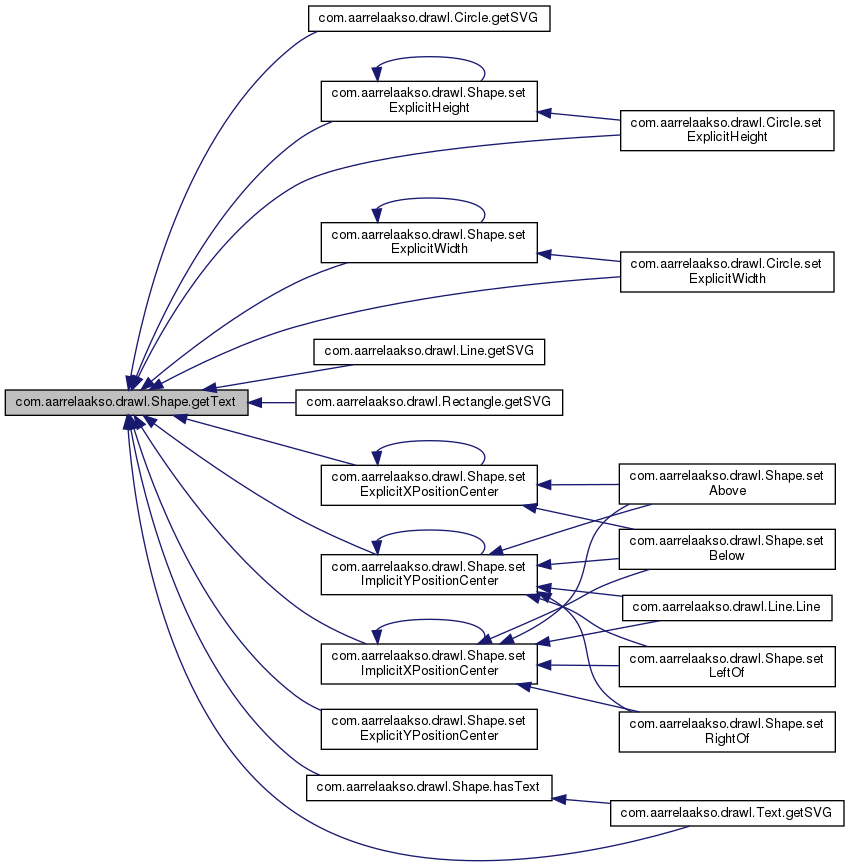 com.aarrelaakso.drawl.Circle.getSVG
com.aarrelaakso.drawl.Shape.set
ExplicitHeight
com.aarrelaakso.drawl.Circle.set
ExplicitHeight
com.aarrelaakso.drawl.Shape.set
ExplicitWidth
com.aarrelaakso.drawl.Circle.set
ExplicitWidth
com.aarrelaakso.drawl.Line.getSVG
com.aarrelaakso.drawl.Shape.getText
com.aarrelaakso.drawl.Rectangle.getSVG
com.aarrelaakso.drawl.Shape.set
ExplicitXPositionCenter
com.aarrelaakso.drawl.Shape.set
Above
com.aarrelaakso.drawl.Shape.set
Below
com.aarrelaakso.drawl.Shape.set
ImplicitYPositionCenter
com.aarrelaakso.drawl.Line.Line
com.aarrelaakso.drawl.Shape.set
ImplicitXPositionCenter
com.aarrelaakso.drawl.Shape.set
LeftOf
com.aarrelaakso.drawl.Shape.set
ExplicitYPositionCenter
com.aarrelaakso.drawl.Shape.set
RightOf
com.aarrelaakso.drawl.Shape.hasText
com.aarrelaakso.drawl.Text.getSVG